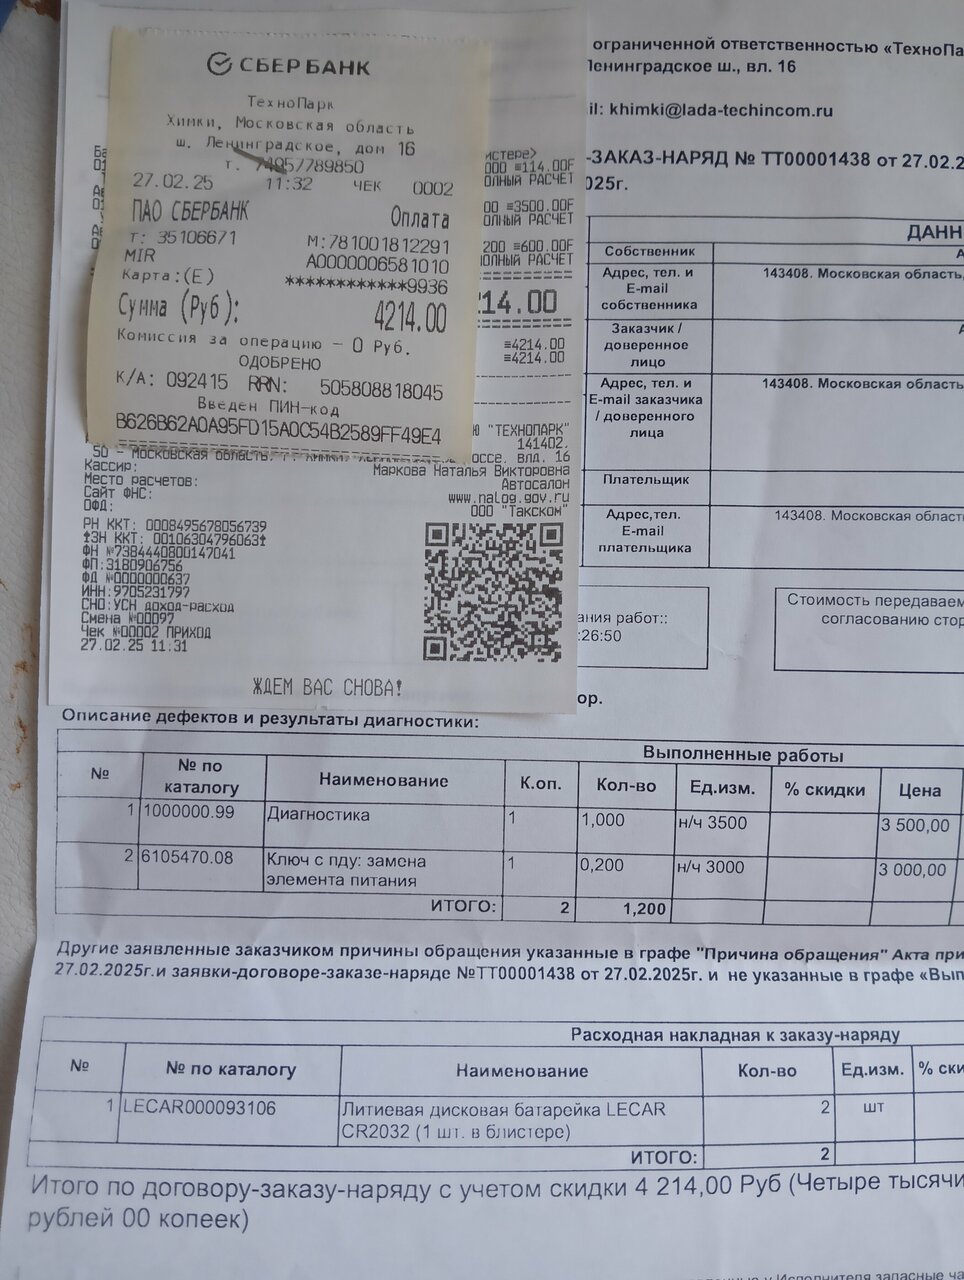 СБЕРБАНК
ТехноПарк
Химки, Московская область
ш. Ленинградское, дом 16
т. 74957789850
27.02.25 11:32 ЧЕК 0002
ПАО СБЕРБАНК Оплата
Т: 35106671 М:781001812291
MIR A0000006581010
Карта:(E) ************9936
Сумма (Руб): 4214.00
Комиссия за операцию – 0 Руб.
ОДОБРЕНО
К/А: 092415 RRN: 505808818045
Введен ПИН-код
B626B62A0A95FD15A0C54B2589FF49E4
истере>
000 ≡114.00F
ОЛНЫЙ РАСЧЕТ
00 ≡3500.00F
ОЛНЫЙ РАСЧЕТ
200 ≡600.00F
ОЛНЫЙ РАСЧЕТ
214.00
≡4214.00
≡4214.00
"ТЕХНОПАРК"
141402,
50 - Московская область, г. Химки, осcе, влд. 16
Кассир: Маркова Наталья Викторовна
Место расчетов: Автосалон
Сайт ФНС: www.nalog.gov.ru
ОФД: ООО "Такском"
РН ККТ: 0008495678056739
ЗН ККТ: 00106304796063
ФН №7384440800147041
ФП:3180906756
ФД №0000000637
ИНН:9705231797
СНО:УСН доход-расход
Смена №00097
Чек №00002 ПРИХОД
27.02.25 11:31
ЖДЕМ ВАС СНОВА!
ограниченной ответственностью «ТехноПа
Ленинградское ш., вл. 16
il: khimki@lada-techincom.ru
-ЗАКАЗ-НАРЯД № ТТ00001438 от 27.02.2
025г.
ДАНН
Собственник
Адрес, тел. и E-mail собственника 143408. Московская область,
Заказчик / доверенное лицо
Адрес, тел. и E-mail заказчика / доверенного лица 143408. Московская область
Плательщик
Адрес,тел. E-mail плательщика 143408. Московская област
ания работ::
:26:50
Стоимость передаваем
согласованию стор
ор.
Описание дефектов и результаты диагностики:
Выполненные работы
№ № по каталогу Наименование К.оп. Кол-во Ед.изм. % скидки Цена
1 1000000.99 Диагностика 1 1,000 н/ч 3500 3 500,00
2 6105470.08 Ключ с пду: замена элемента питания 1 0,200 н/ч 3000 3 000,00
ИТОГО: 2 1,200
Другие заявленные заказчиком причины обращения указанные в графе "Причина обращения" Акта при
27.02.2025г.и заявки-договоре-заказе-наряде №ТТ00001438 от 27.02.2025г. и не указанные в графе «Вып
Расходная накладная к заказу-наряду
№ № по каталогу Наименование Кол-во Ед.изм. % ски
1 LECAR000093106 Литиевая дисковая батарейка LECAR CR2032 (1 шт. в блистере) 2 шт
ИТОГО: 2
Итого по договору-заказу-наряду с учетом скидки 4 214,00 Руб (Четыре тысячи
рублей 00 копеек)